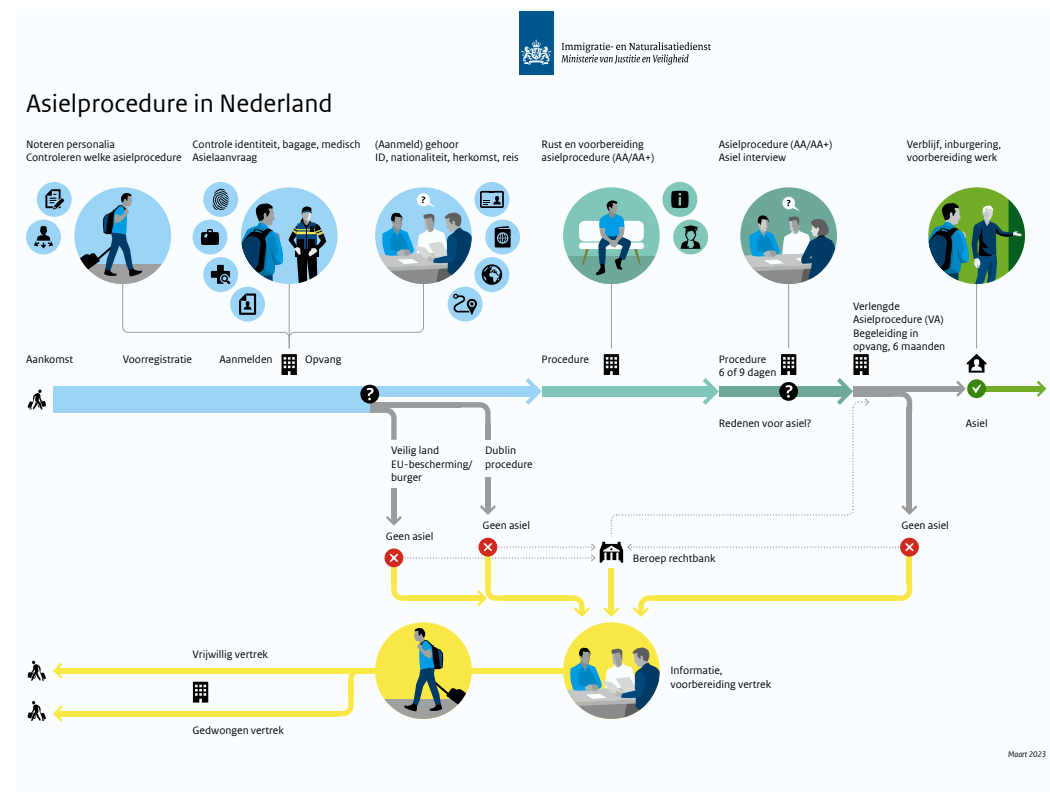 Immigratie- en Naturalisatiedienst
Ministerie van Justitie en Veiligheid
Asielprocedure in Nederland
Noteren personalia
Controleren welke asielprocedure
Controle identiteit, bagage, medisch
Asielaanvraag
(Aanmeld) gehoor
ID, nationaliteit, herkomst, reis
Rust en voorbereiding
asielprocedure (AA/AA+)
Asielprocedure (AA/AA+)
Asiel interview
Verblijf, inburgering,
voorbereiding werk
?
?
Verlengde
Asielprocedure (VA)
Begeleiding in
opvang, 6 maanden
Aankomst
Voorregistratie
Aanmelden
Opvang
Procedure
Procedure
6 of 9 dagen
?
?
Redenen voor asiel?
Asiel
Veilig land
EU-bescherming/
burger
Dublin
procedure
Geen asiel
Geen asiel
Geen asiel
Beroep rechtbank
Vrijwillig vertrek
Informatie,
voorbereiding vertrek
Gedwongen vertrek
Maart 2023